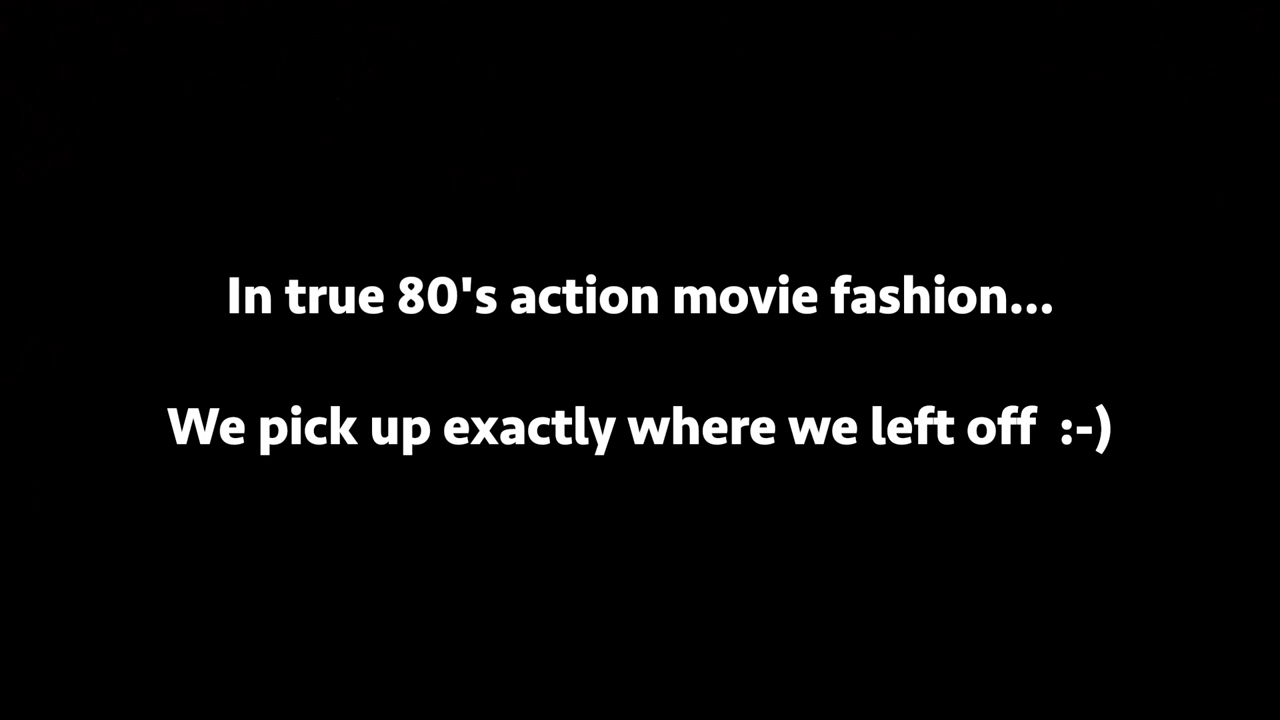 In true 80's action movie fashion...
We pick up exactly where we left off  :-)